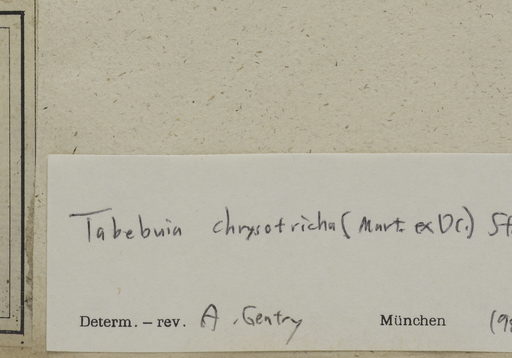 Tabebuia chrysotricha (Mart. ex DC.)
Determ. – rev. A. Gentry München